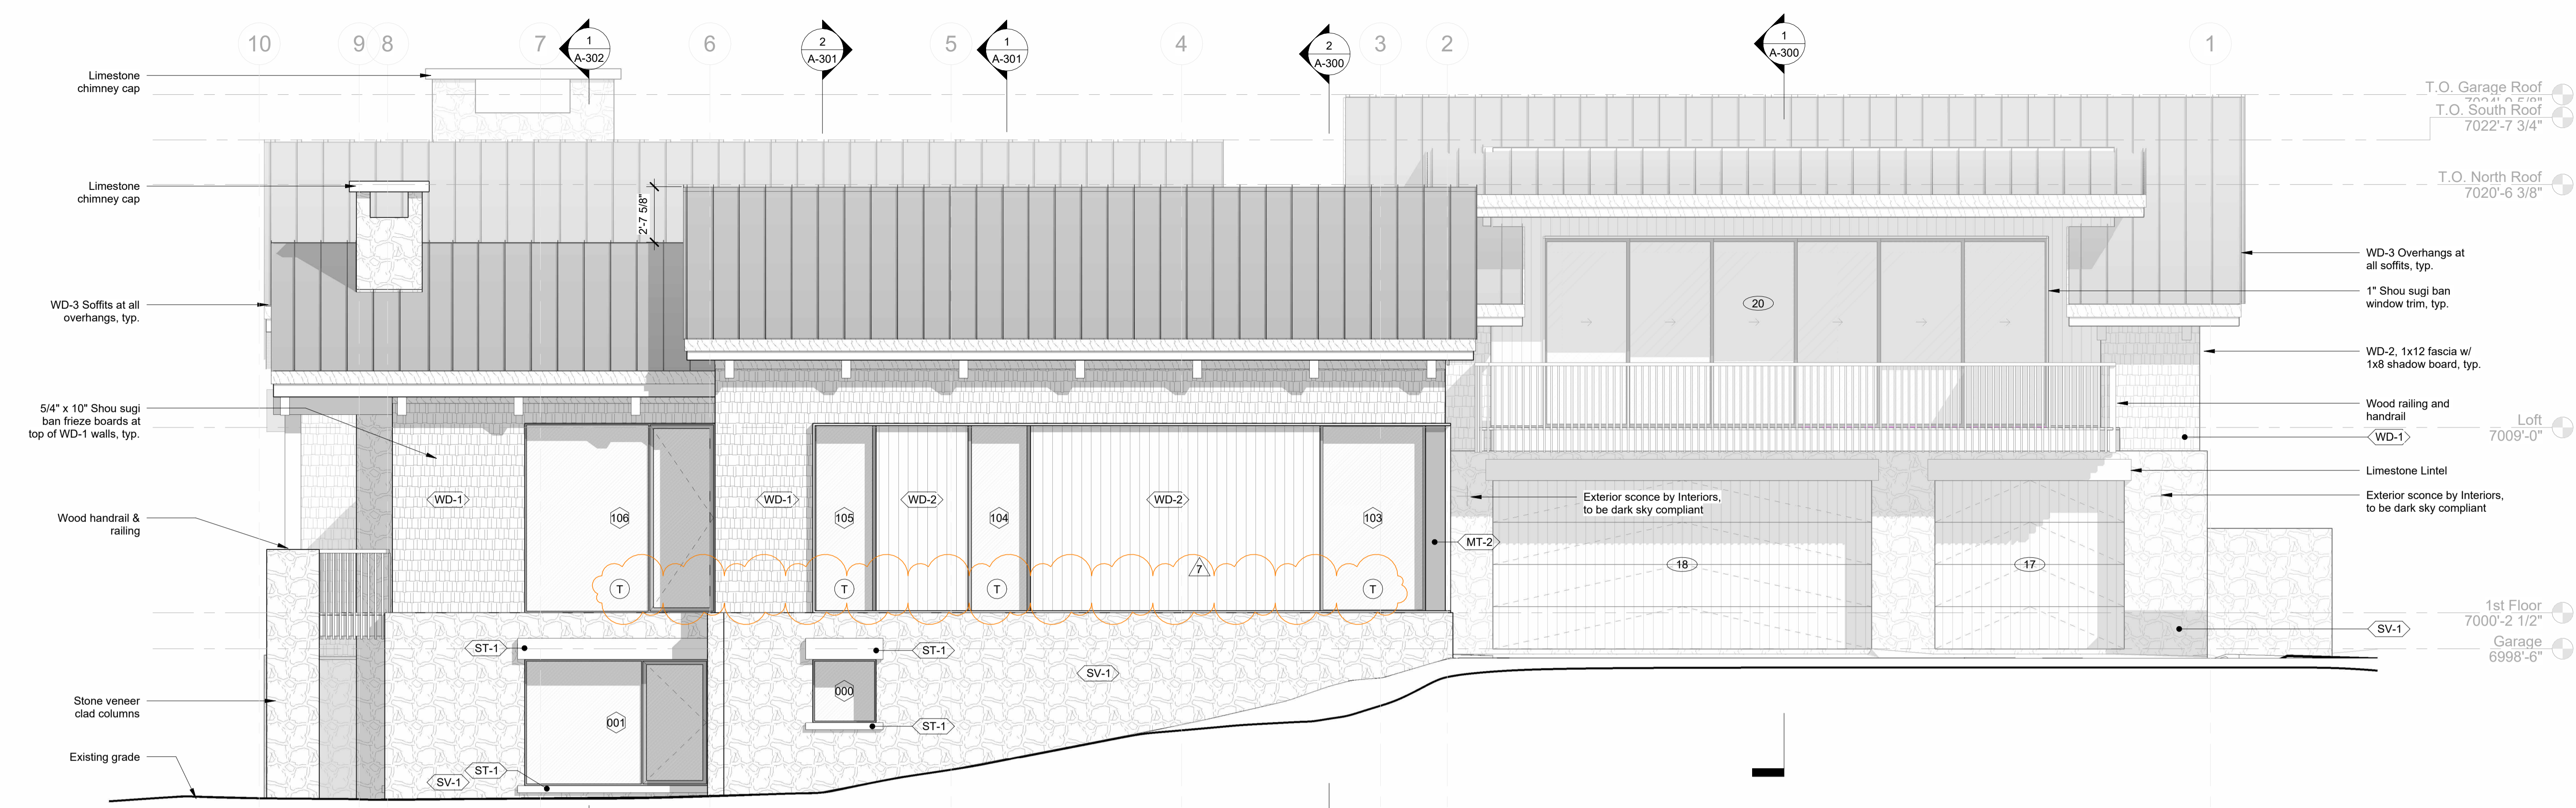 10
9
8
7
1
A-302
6
2
A-301
5
1
A-301
4
2
A-300
3
2
1
A-300
1
Limestone
chimney cap
T.O. Garage Roof
T.O. South Roof
7022'-7 3/4"
Limestone
chimney cap
2'-7 5/8"
T.O. North Roof
7020'-6 3/8"
WD-3 Overhangs at
all soffits, typ.
WD-3 Soffits at all
overhangs, typ.
20
1" Shou sugi ban
window trim, typ.
WD-2, 1x12 fascia w/
1x8 shadow board, typ.
5/4" x 10" Shou sugi
ban frieze boards at
top of WD-1 walls, typ.
Wood railing and
handrail
Loft
7009'-0"
WD-1
Limestone Lintel
WD-1
WD-1
WD-2
WD-2
Exterior sconce by Interiors,
to be dark sky compliant
Exterior sconce by Interiors,
to be dark sky compliant
Wood handrail &
railing
106
105
104
103
MT-2
7
18
17
T
T
T
T
1st Floor
7000'-2 1/2"
SV-1
ST-1
ST-1
Garage
6998'-6"
SV-1
000
Stone veneer
clad columns
001
ST-1
Existing grade
ST-1
SV-1